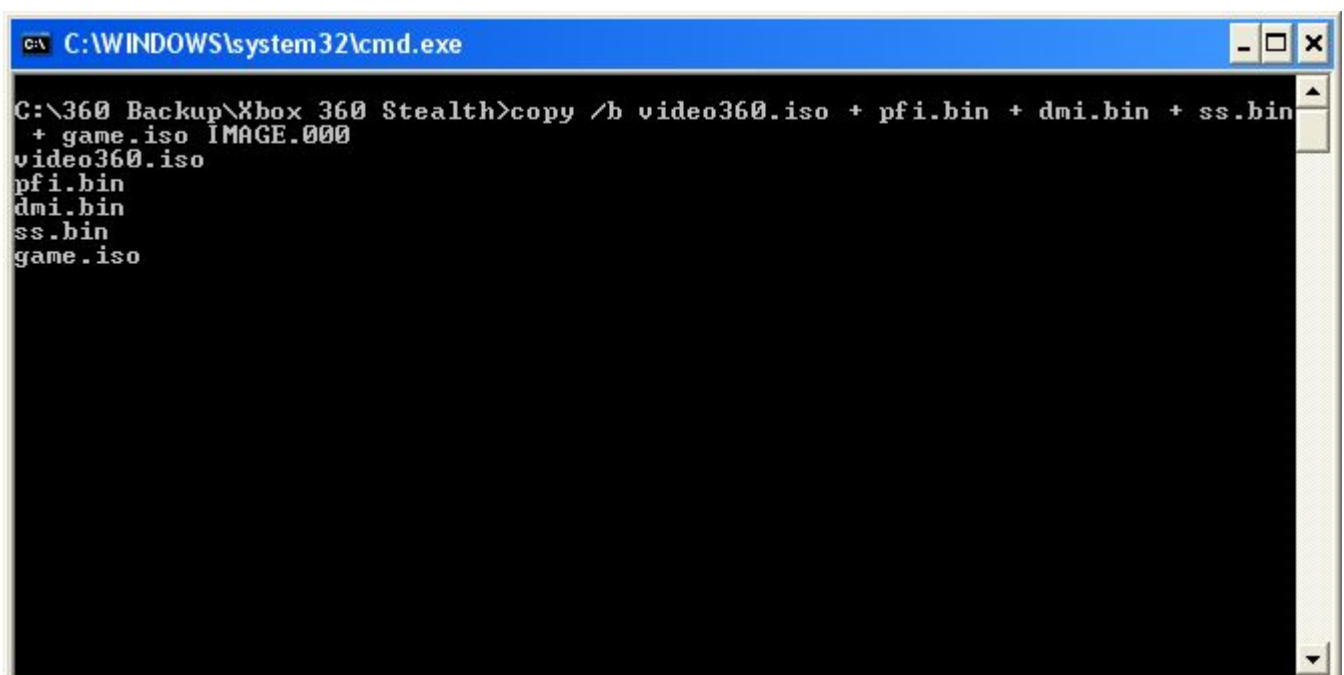 C:\WINDOWS\system32\cmd.exe
C:\360 Backup\Xbox 360 Stealth>copy /b video360.iso + pfi.bin + dmi.bin + ss.bin
+ game.iso IMAGE.000
video360.iso
pfi.bin
dmi.bin
ss.bin
game.iso